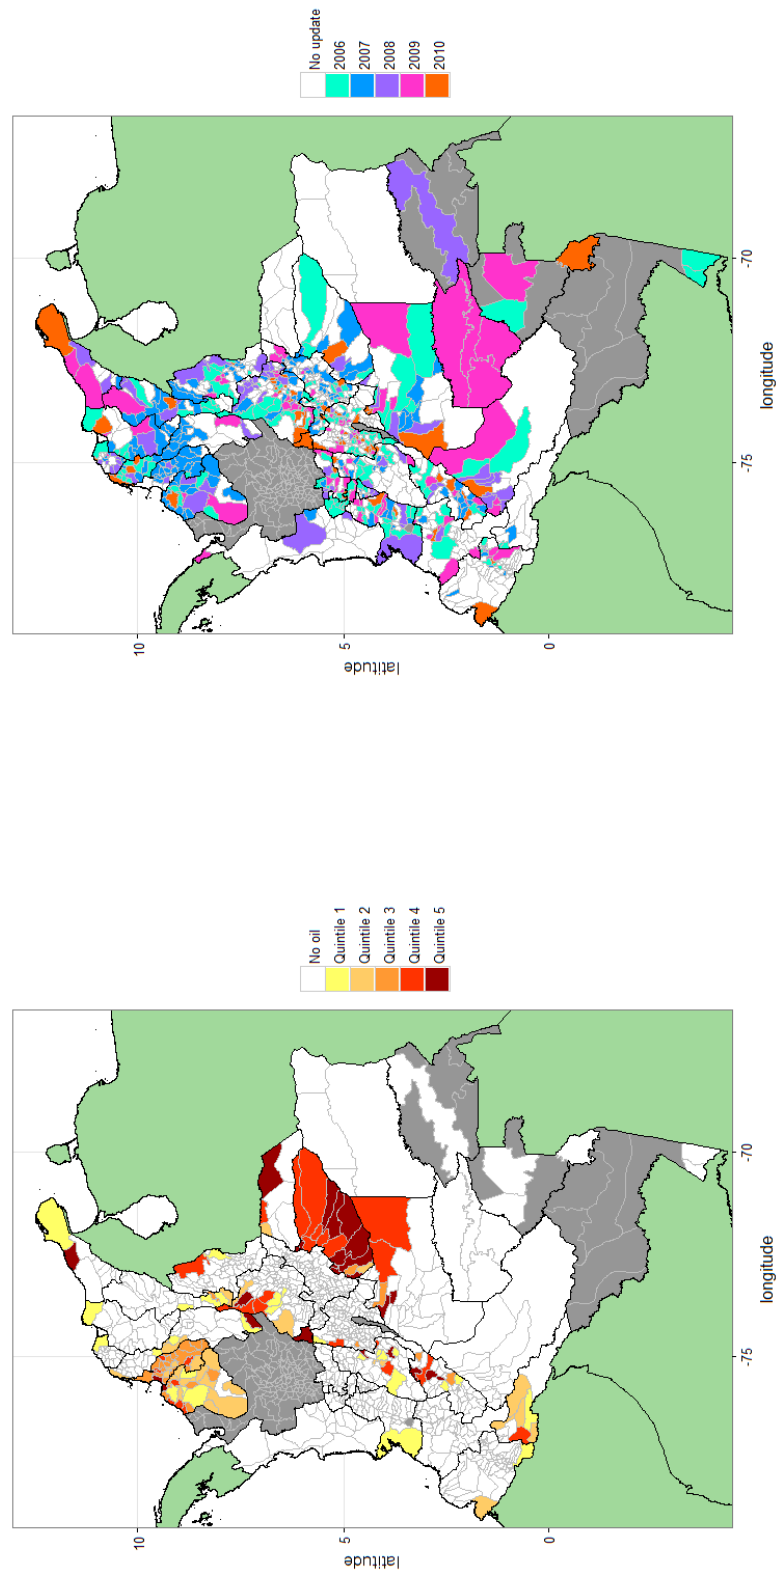 No oil
Quintile 1
Quintile 2
Quintile 3
Quintile 4
Quintile 5
10
5
0
latitude
-75
-70
longitude
No update
2006
2007
2008
2009
2010
10
5
0
latitude
-75
-70
longitude